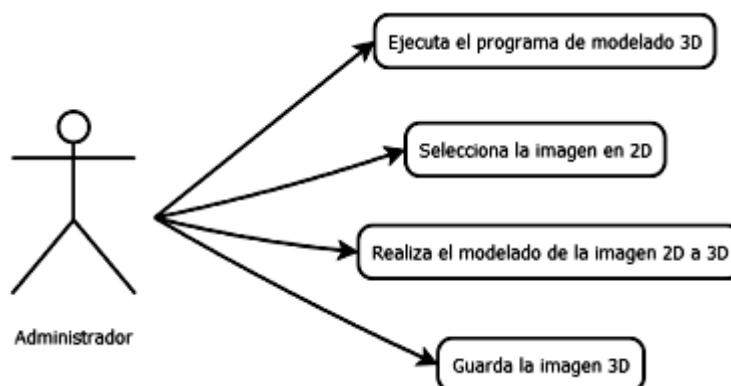 Ejecuta el programa de modelado 3D
Selecciona la imagen en 2D
Realiza el modelado de la imagen 2D a 3D
Administrador
Guarda la imagen 3D